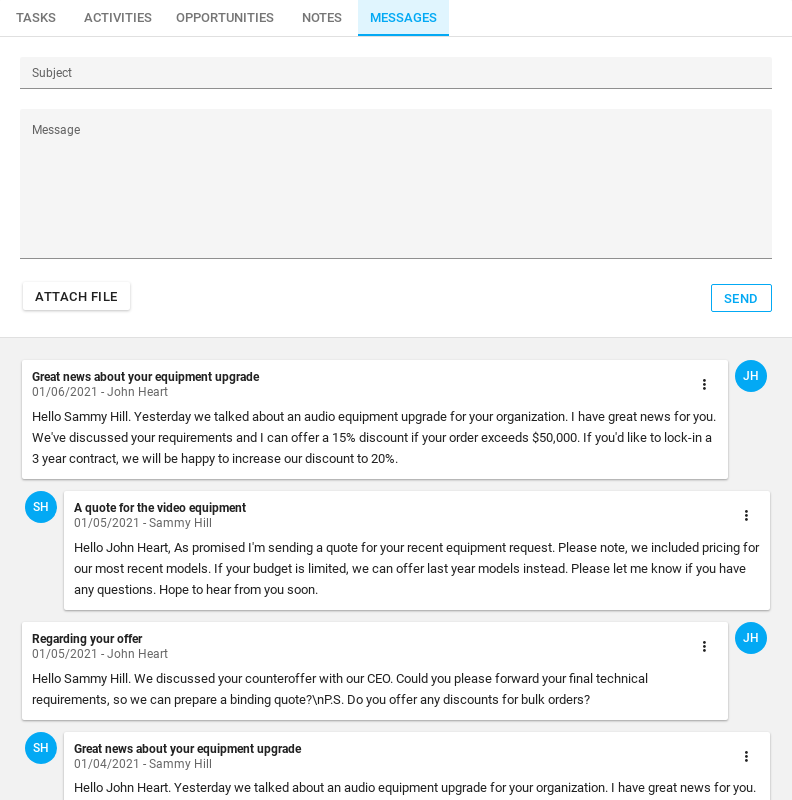 TASKS ACTIVITIES OPPORTUNITIES NOTES MESSAGES
Subject
Message
ATTACH FILE SEND
Great news about your equipment upgrade
01/06/2021 - John Heart
JH
Hello Sammy Hill. Yesterday we talked about an audio equipment upgrade for your organization. I have great news for you.
We've discussed your requirements and I can offer a 15% discount if your order exceeds $50,000. If you'd like to lock-in a
3 year contract, we will be happy to increase our discount to 20%.
SH
A quote for the video equipment
01/05/2021 - Sammy Hill
Hello John Heart, As promised I'm sending a quote for your recent equipment request. Please note, we included pricing for
our most recent models. If your budget is limited, we can offer last year models instead. Please let me know if you have
any questions. Hope to hear from you soon.
Regarding your offer
01/05/2021 - John Heart
JH
Hello Sammy Hill. We discussed your counteroffer with our CEO. Could you please forward your final technical
requirements, so we can prepare a binding quote?\nP.S. Do you offer any discounts for bulk orders?
SH
Great news about your equipment upgrade
01/04/2021 - Sammy Hill
Hello John Heart. Yesterday we talked about an audio equipment upgrade for your organization. I have great news for you.